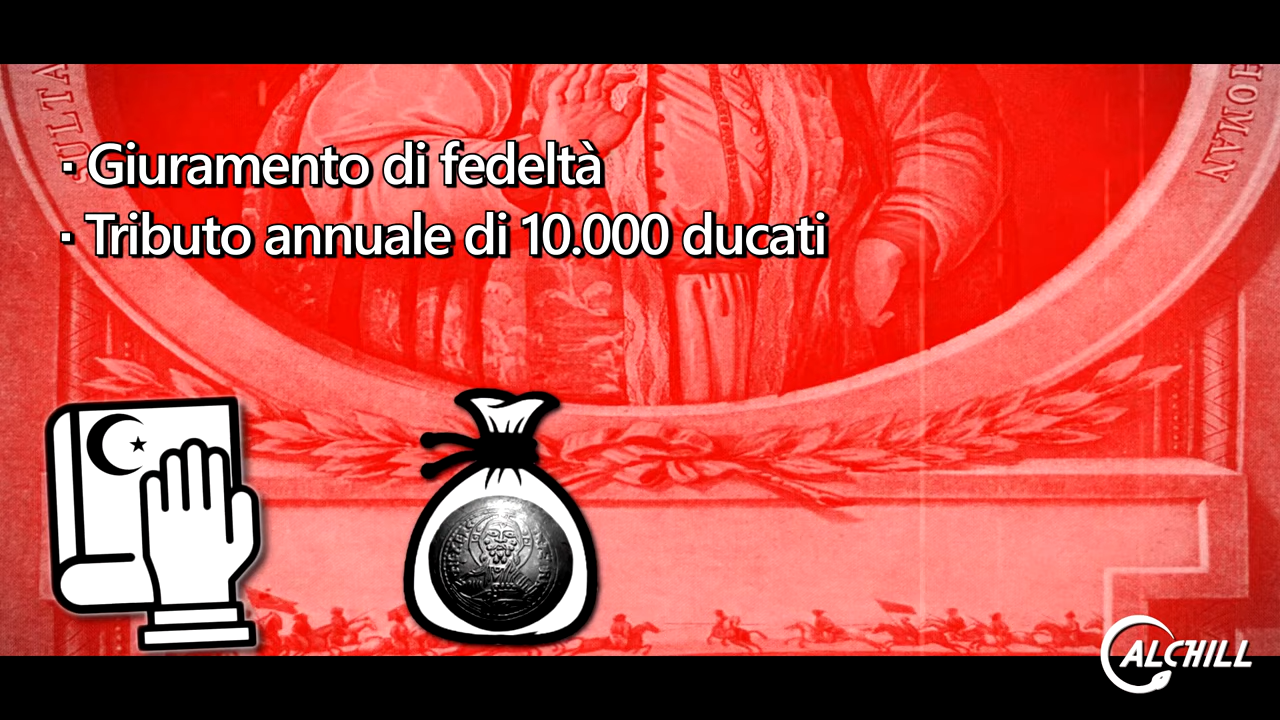 · Giuramento di fedeltà
· Tributo annuale di 10.000 ducati
ALCHILL